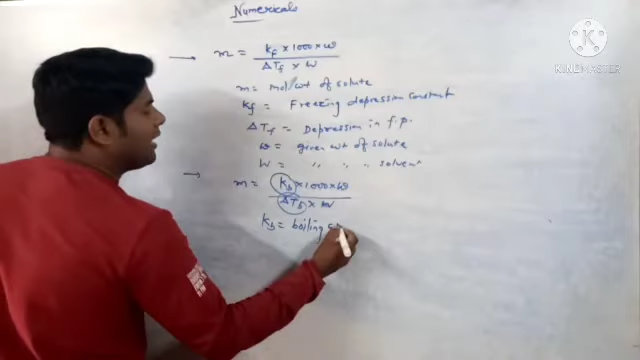 Numericals
→ m = Kf × 1000 × w / ΔTf × W
m = mol/wt of solute
Kf = Freezing depression constant
ΔTf = Depression in f.p.
w = given wt of solute
W = " " " solvent
→ m = Kb × 1000 × w / ΔTb × W
Kb = boiling
KINEMASTER